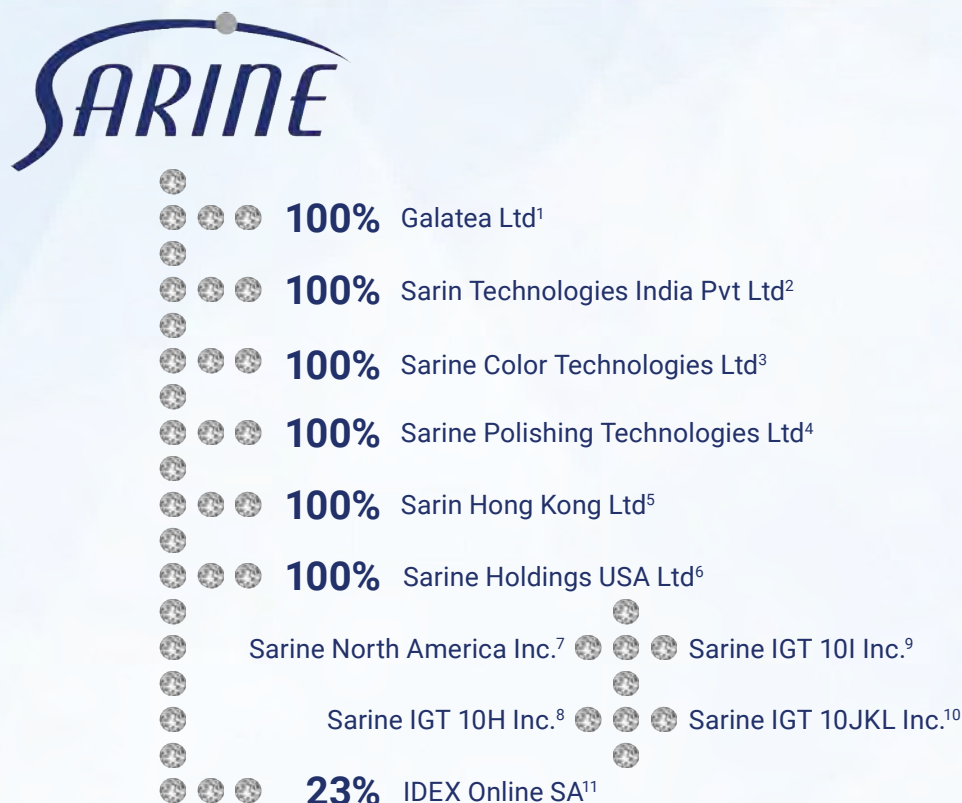 SARINE
100% Galatea Ltd¹
100% Sarin Technologies India Pvt Ltd²
100% Sarine Color Technologies Ltd³
100% Sarine Polishing Technologies Ltd⁴
100% Sarin Hong Kong Ltd⁵
100% Sarine Holdings USA Ltd⁶
Sarine North America Inc.⁷ Sarine IGT 10I Inc.⁹
Sarine IGT 10H Inc.⁸ Sarine IGT 10JKL Inc.¹⁰
23% IDEX Online SA¹¹